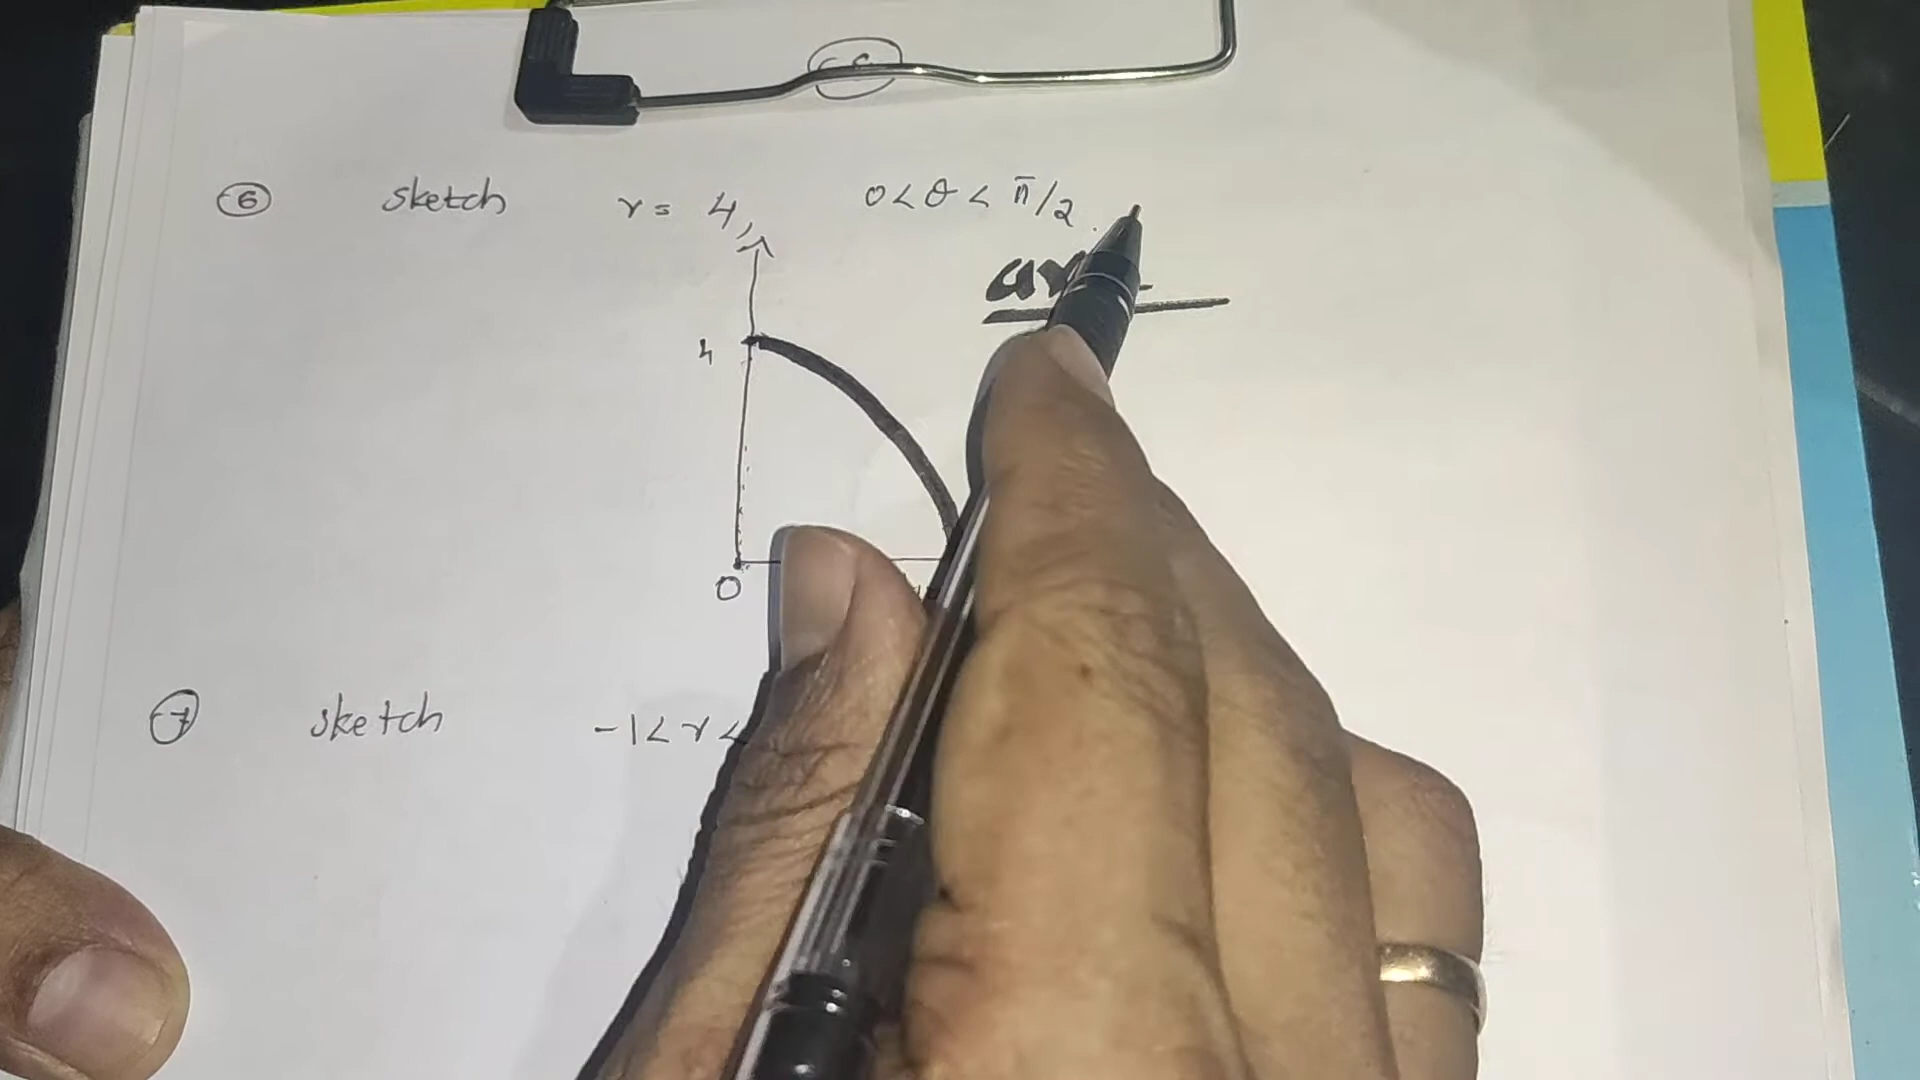 6 sketch r = 4, 0<θ< π/2.
4
0
7 sketch -1<r<